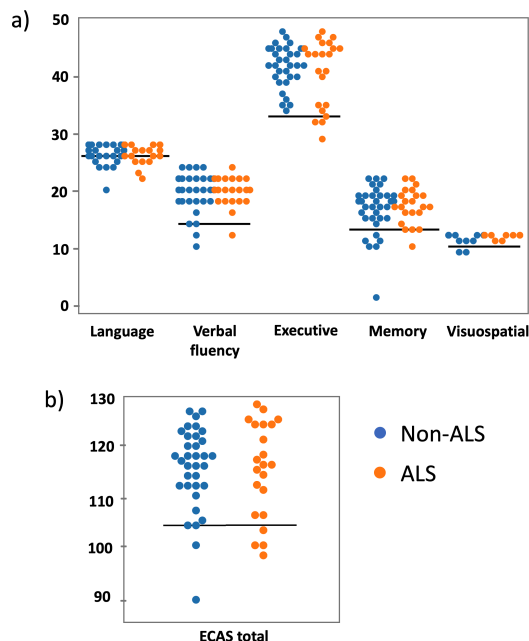 a)
50
40
30
20
10
0
Language Verbal fluency Executive Memory Visuospatial
b)
130
120
110
100
90
ECAS total
Non-ALS
ALS